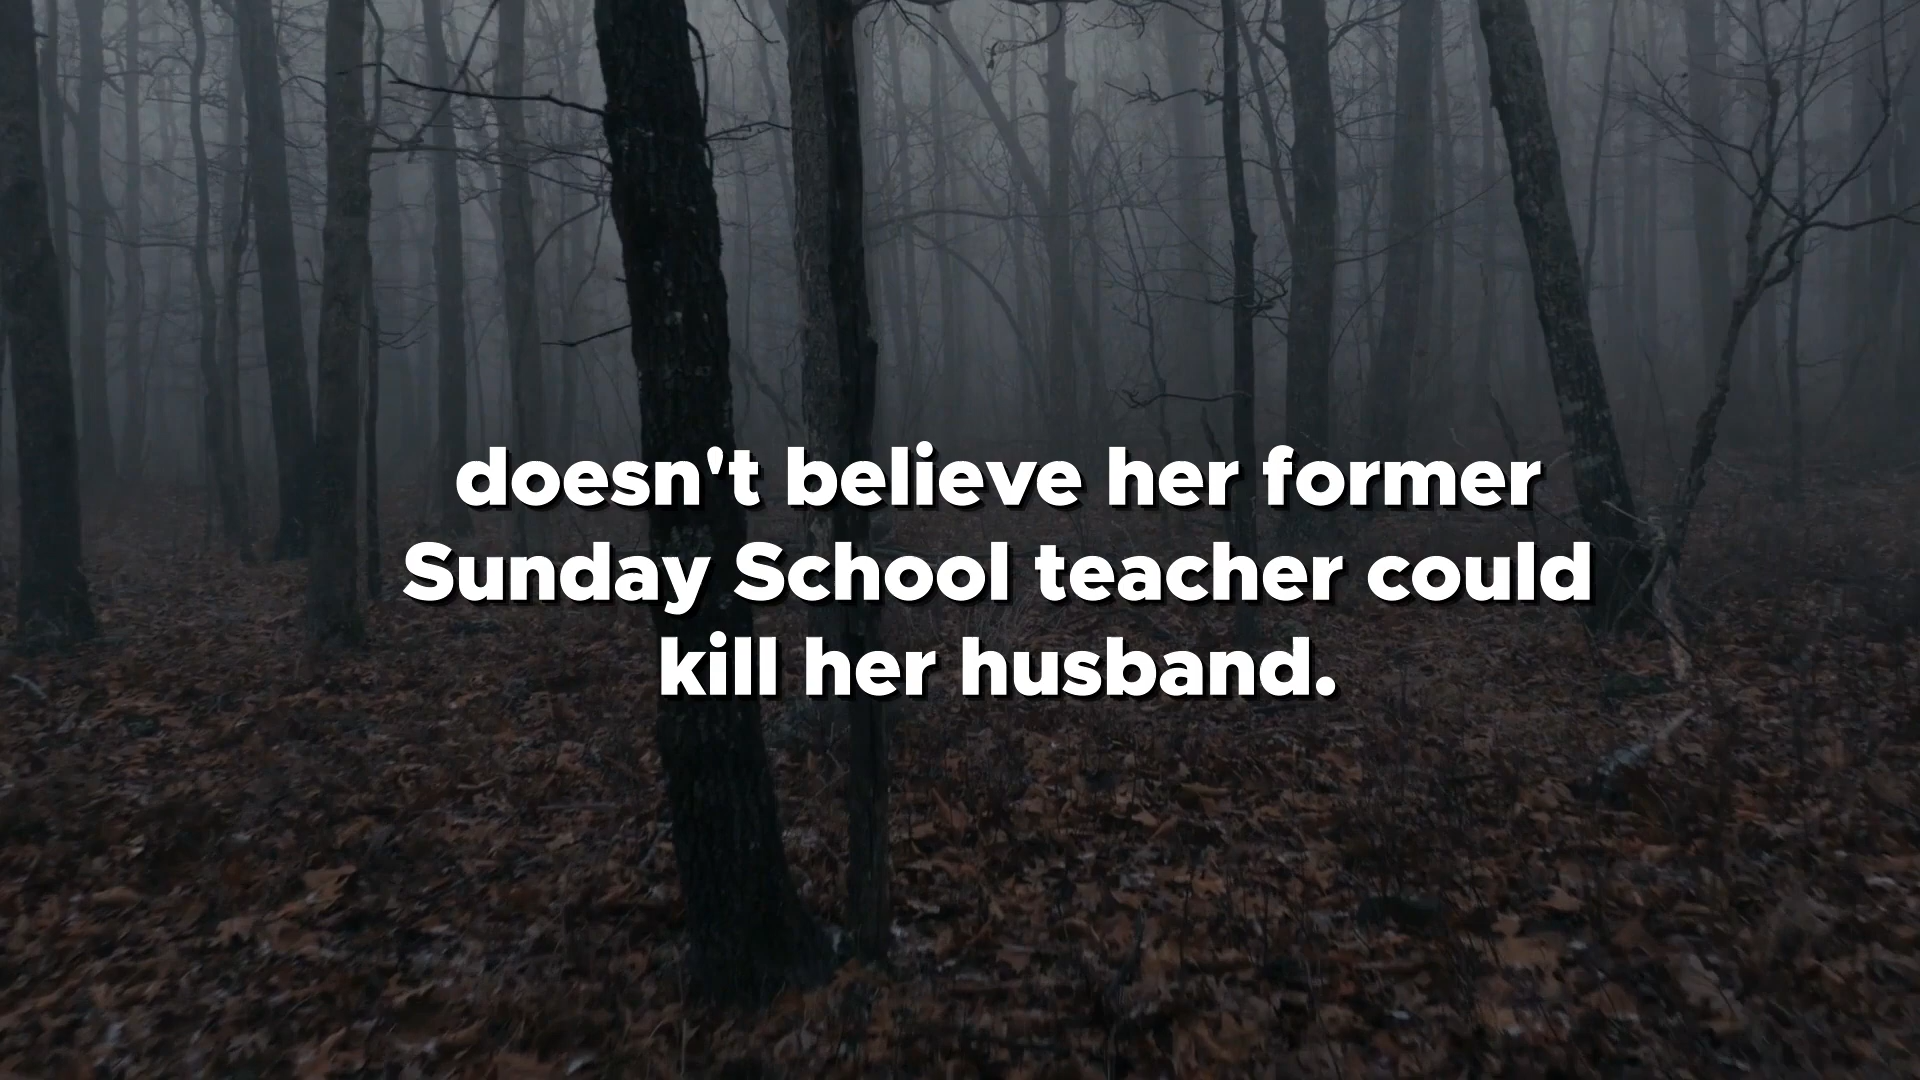 doesn't believe her former
Sunday School teacher could
kill her husband.